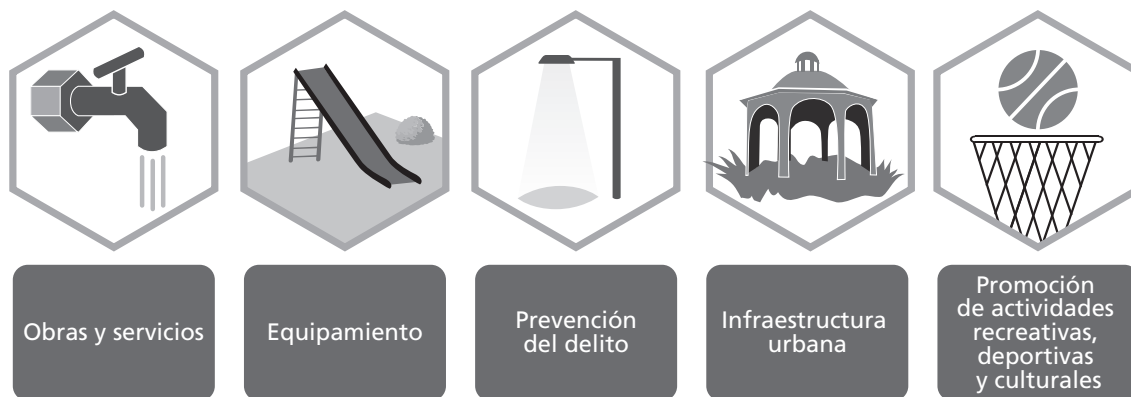 Obras y servicios
Equipamiento
Prevención
del delito
Infraestructura
urbana
Promoción
de actividades
recreativas,
deportivas
y culturales